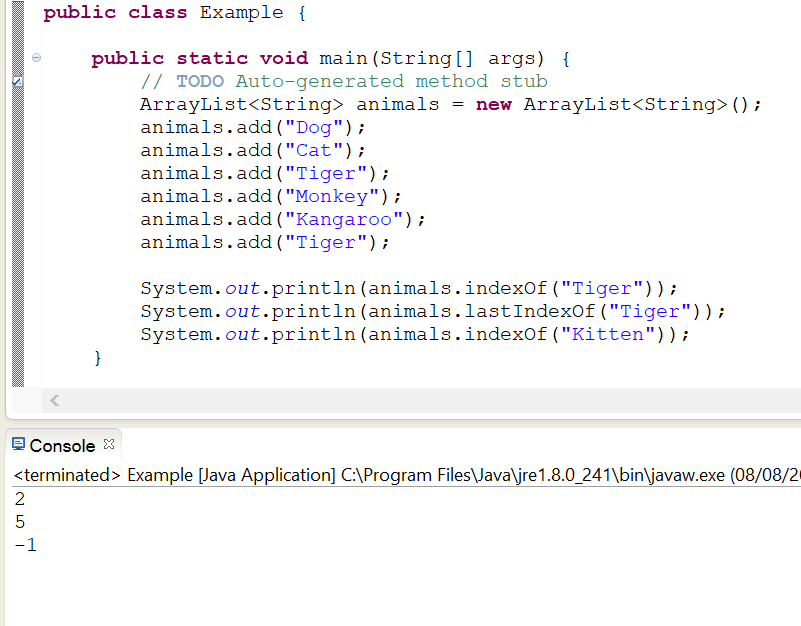 public class Example {
public static void main(String[] args) {
// TODO Auto-generated method stub
ArrayList<String> animals = new ArrayList<String>();
animals.add("Dog");
animals.add("Cat");
animals.add("Tiger");
animals.add("Monkey");
animals.add("Kangaroo");
animals.add("Tiger");
System.out.println(animals.indexOf("Tiger"));
System.out.println(animals.lastIndexOf("Tiger"));
System.out.println(animals.indexOf("Kitten"));
}
Console
<terminated> Example [Java Application] C:\Program Files\Java\jre1.8.0_241\bin\javaw.exe (08/08/20
2
5
-1